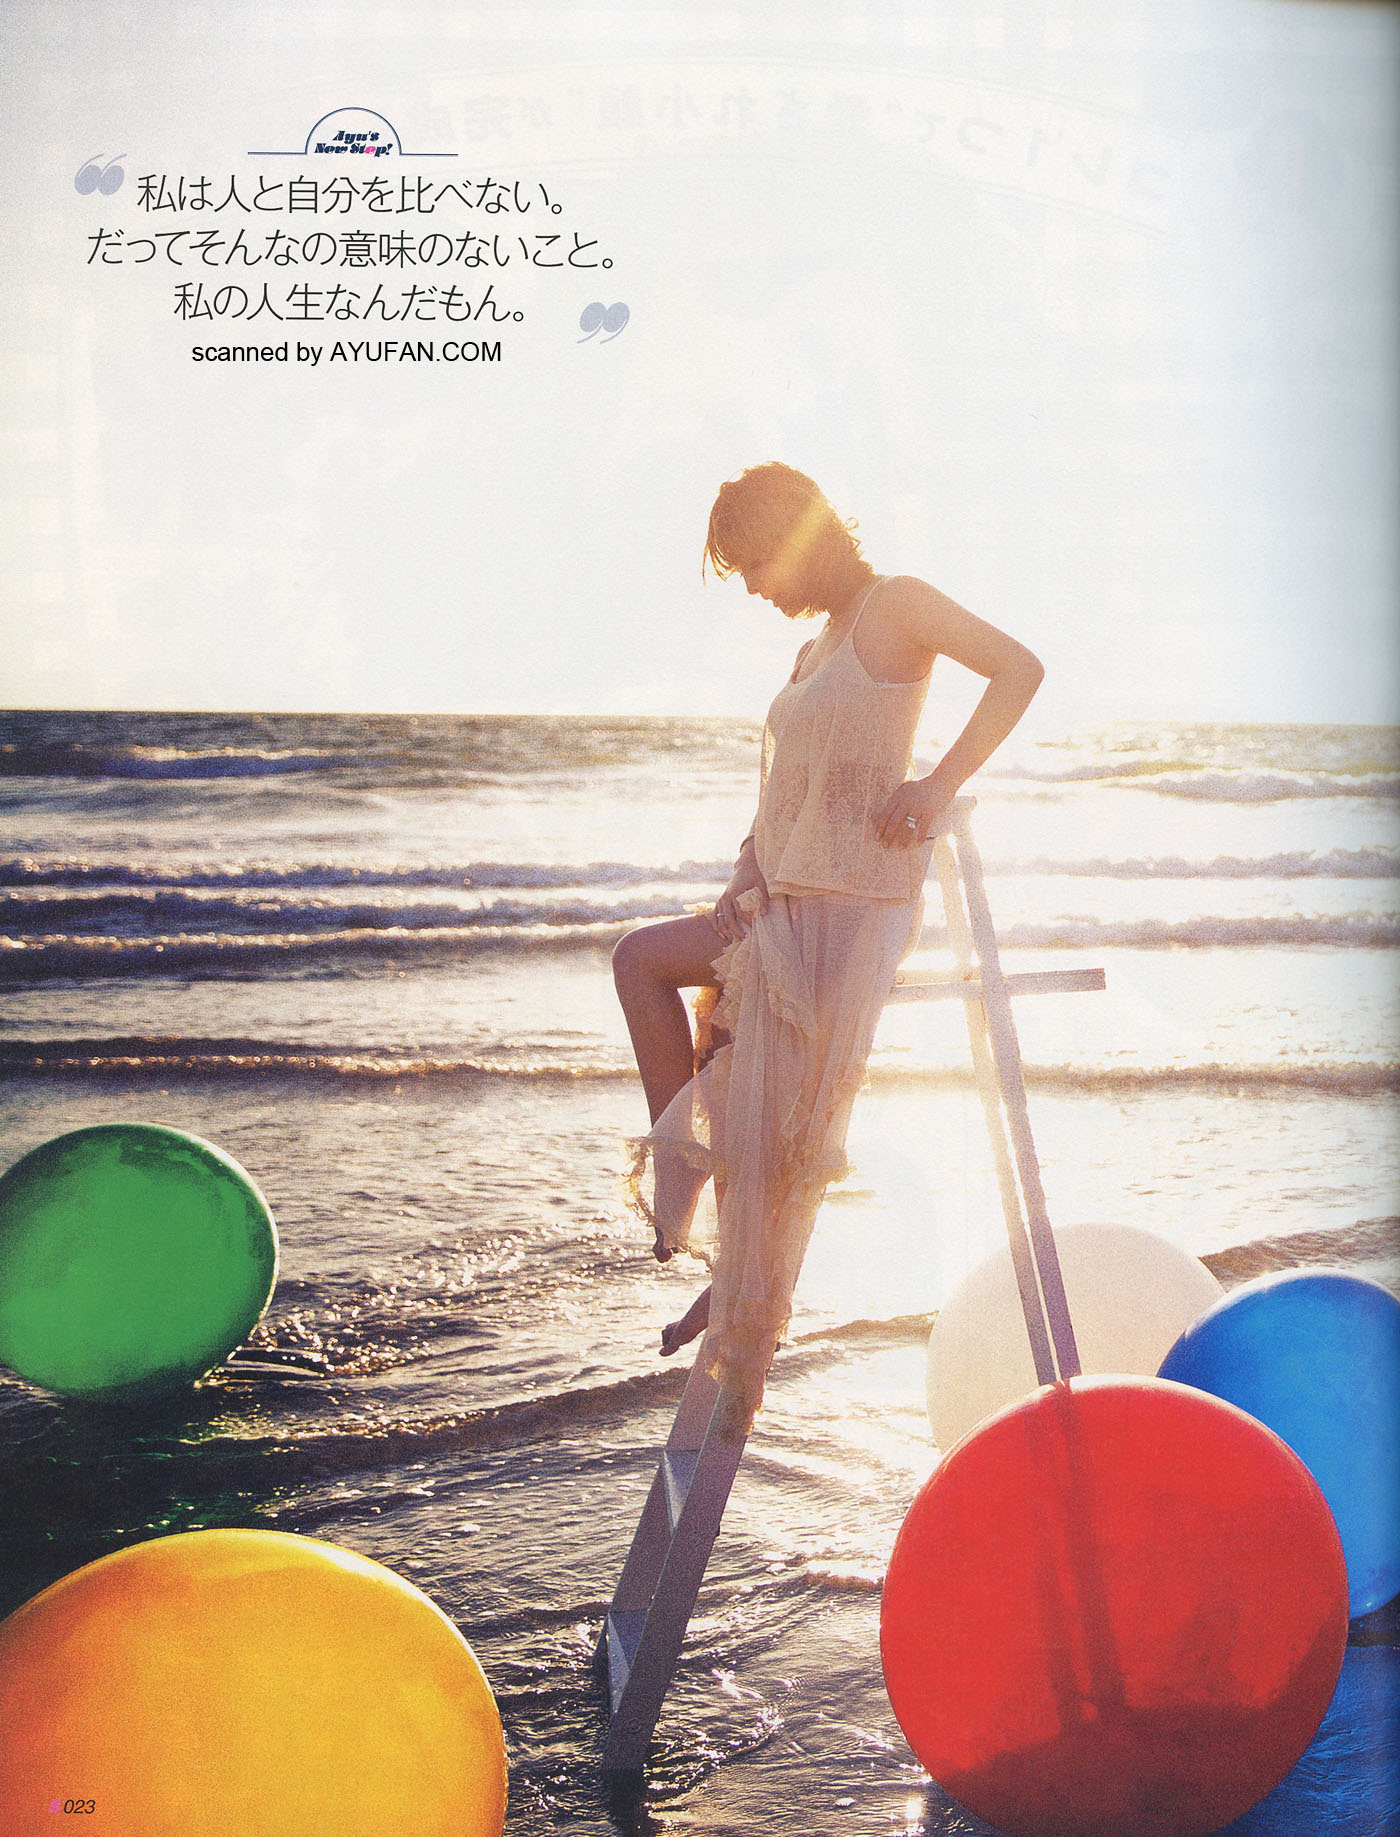 Ayu's
New Step!
“私は人と自分を比べない。
だってそんなの意味のないこと。
私の人生なんだもん。”
scanned by AYUFAN.COM
S 023